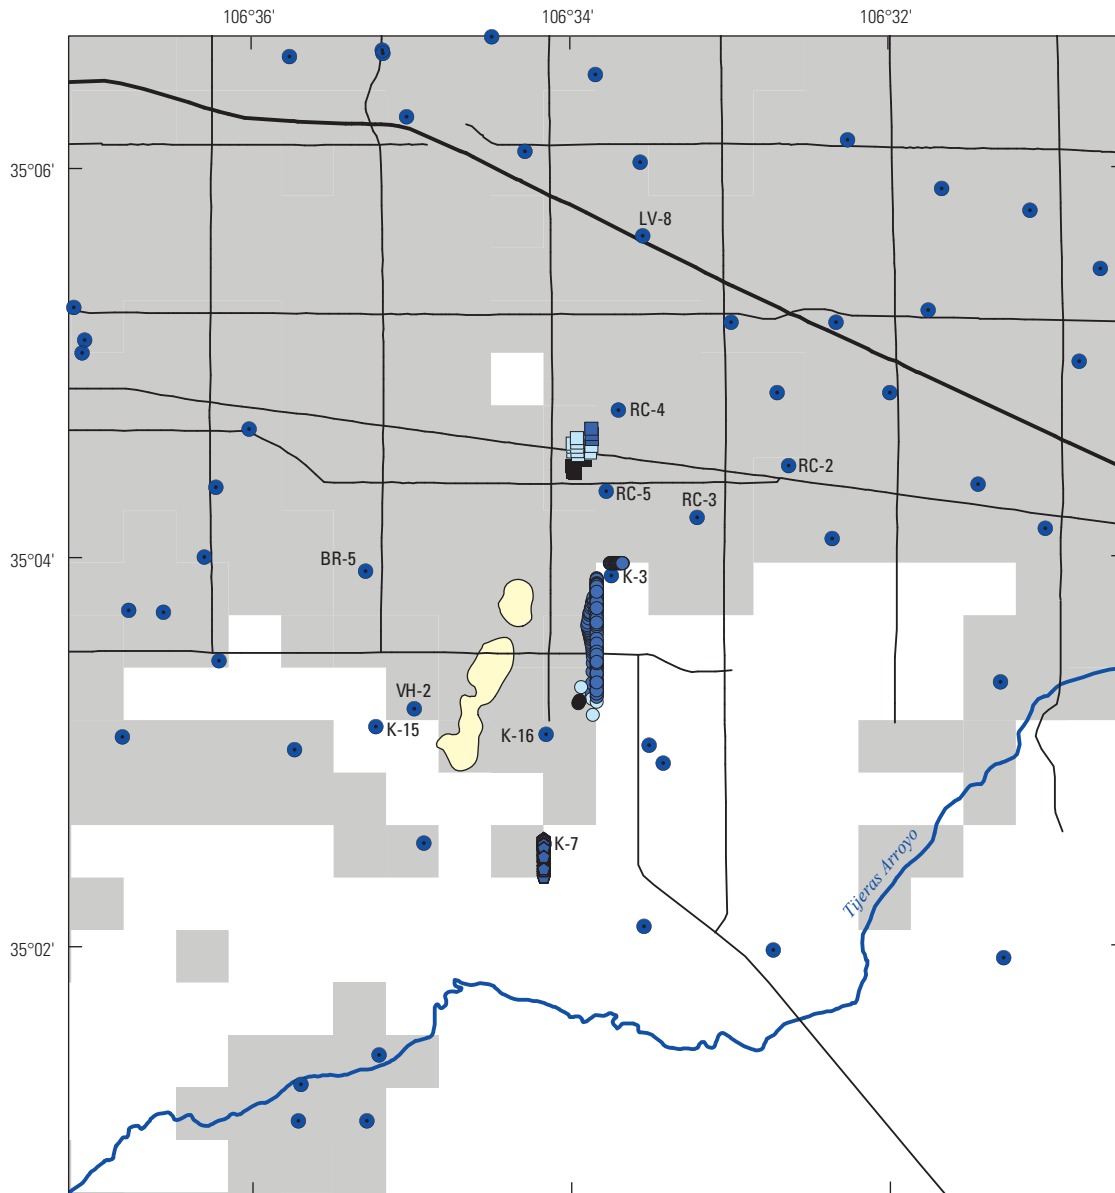 106°36'
106°34'
106°32'
35°06'
LV-8
RC-4
RC-2
RC-5
RC-3
35°04'
BR-5
K-3
VH-2
K-15
K-16
K-7
Tijeras Arroyo
35°02'